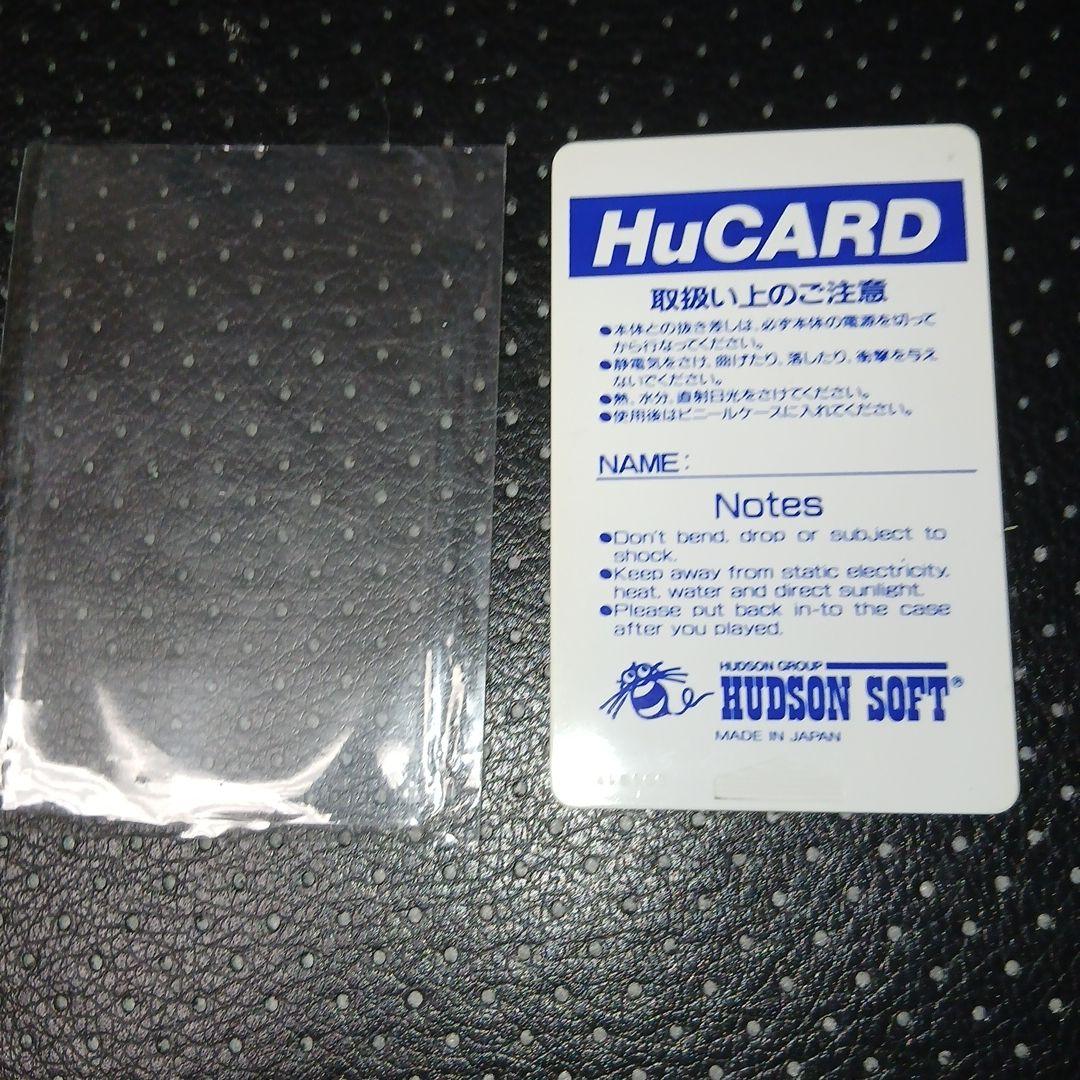 HuCARD
取扱い上のご注意
●本体との抜き差しは、必ず本体の電源を切って
から行なってください。
●静電気をさけ、曲げたり、落したり、衝撃を与え
ないでください。
●熱、水分、直射日光をさけてください。
●使用後はビニールケースに入れてください。
NAME:
Notes
●Don't bend, drop or subject to
shock.
●Keep away from static electricity,
heat, water and direct sunlight.
●Please put back in-to the case
after you played.
HUDSON GROUP
HUDSON SOFT®
MADE IN JAPAN